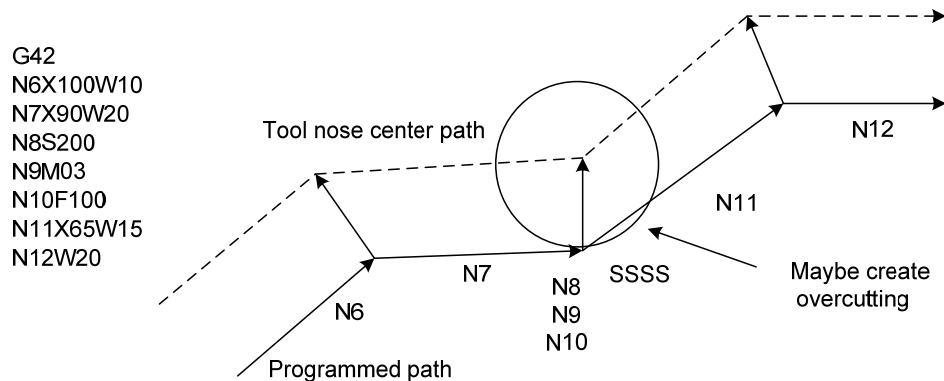 G42
N6X100W10
N7X90W20
N8S200
N9M03
N10F100
N11X65W15
N12W20
Tool nose center path
N12
N11
N7
SSSS
N8
N9
N10
N6
Maybe create
overcutting
Programmed path